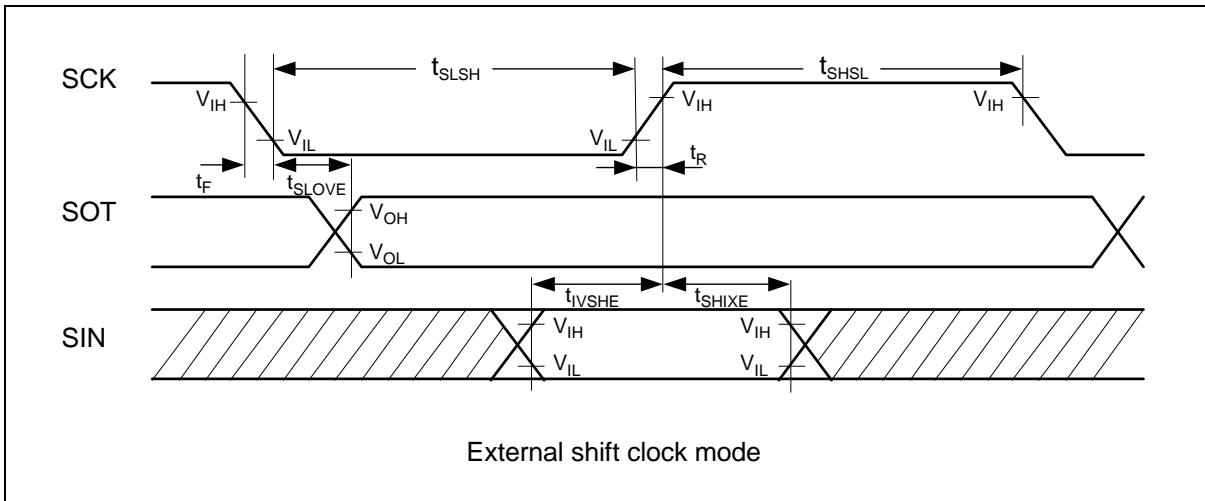 SCK
tSLSH
tSHSL
VIH
VIH
VIH
VIL
VIL
tF
tSLOVE
tR
SOT
VOH
VOL
tIVSHE
tSHIXE
SIN
VIH
VIH
VIL
VIL
External shift clock mode